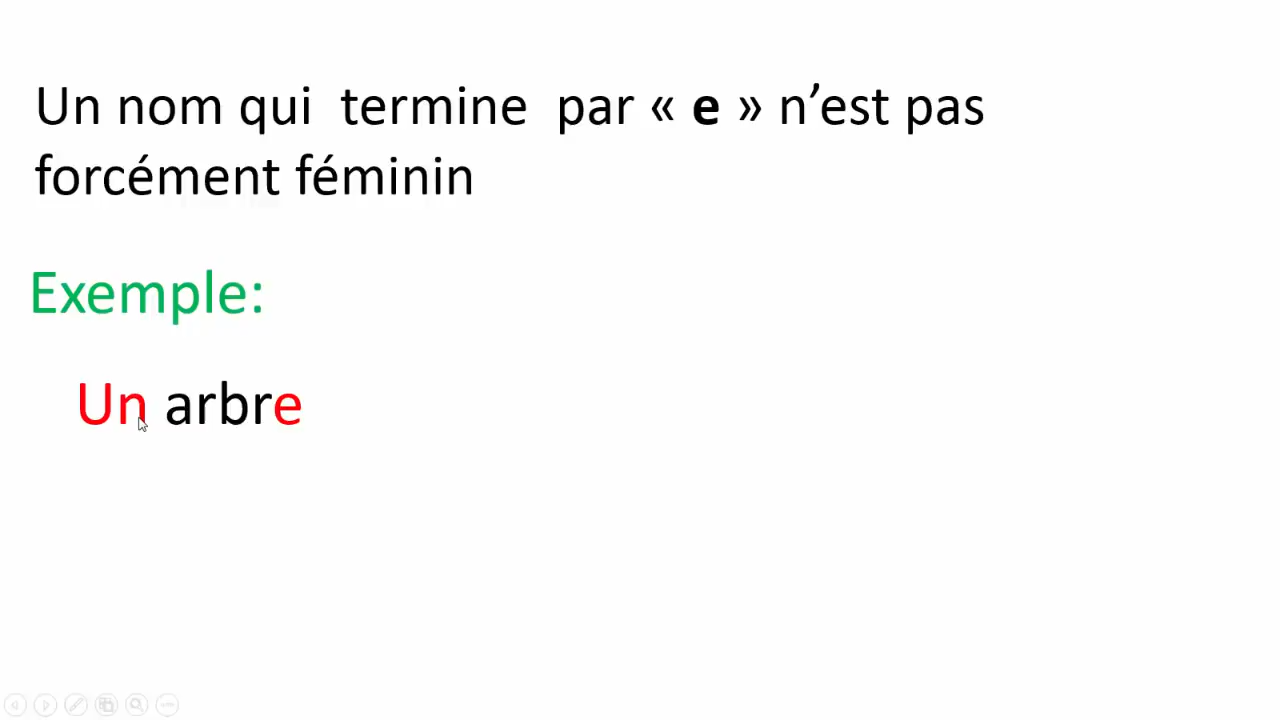 Un nom qui termine par « e » n’est pas
forcément féminin
Exemple:
Un arbre